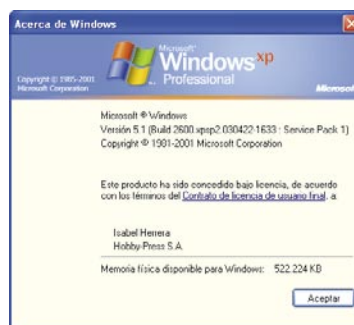 Acerca de Windows
Microsoft®
Windows xp
Professional
Copyright © 1985-2001
Microsoft Corporation
Microsoft
Microsoft ® Windows
Versión 5.1 (Build 2600.xpsp2.030422-1633 : Service Pack 1)
Copyright © 1981-2001 Microsoft Corporation
Este producto ha sido concedido bajo licencia, de acuerdo
con los términos del Contrato de licencia de usuario final. a:
Isabel Herrera
Hobby-Press S.A.
Memoria física disponible para Windows: 522.224 KB
Aceptar